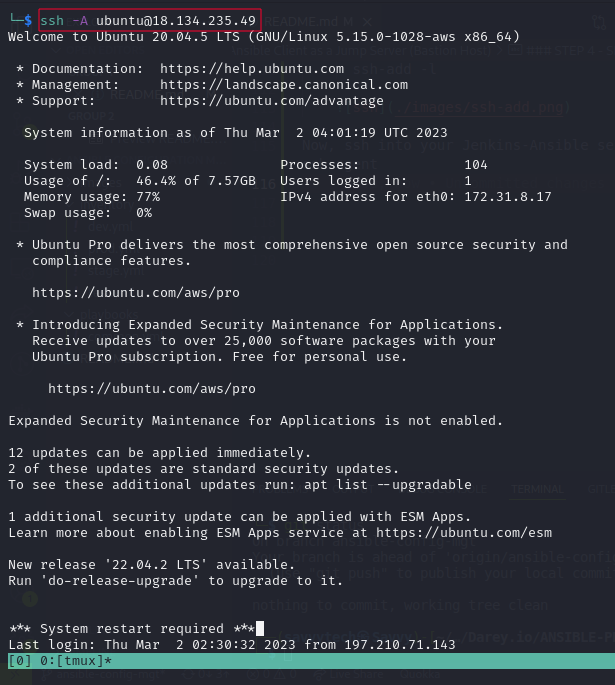 └─$ ssh -A ubuntu@18.134.235.49
Welcome to Ubuntu 20.04.5 LTS (GNU/Linux 5.15.0-1028-aws x86_64)
* Documentation:  https://help.ubuntu.com
* Management:     https://landscape.canonical.com
* Support:        https://ubuntu.com/advantage
System information as of Thu Mar  2 04:01:19 UTC 2023
System load:  0.08              Processes:             104
Usage of /:   46.4% of 7.57GB   Users logged in:       1
Memory usage: 77%               IPv4 address for eth0: 172.31.8.17
Swap usage:   0%
* Ubuntu Pro delivers the most comprehensive open source security and
compliance features.
https://ubuntu.com/aws/pro
* Introducing Expanded Security Maintenance for Applications.
Receive updates to over 25,000 software packages with your
Ubuntu Pro subscription. Free for personal use.
https://ubuntu.com/aws/pro
Expanded Security Maintenance for Applications is not enabled.
12 updates can be applied immediately.
2 of these updates are standard security updates.
To see these additional updates run: apt list --upgradable
1 additional security update can be applied with ESM Apps.
Learn more about enabling ESM Apps service at https://ubuntu.com/esm
New release '22.04.2 LTS' available.
Run 'do-release-upgrade' to upgrade to it.
*** System restart required ***
Last login: Thu Mar  2 02:30:32 2023 from 197.210.71.143
[0] 0:[tmux]*